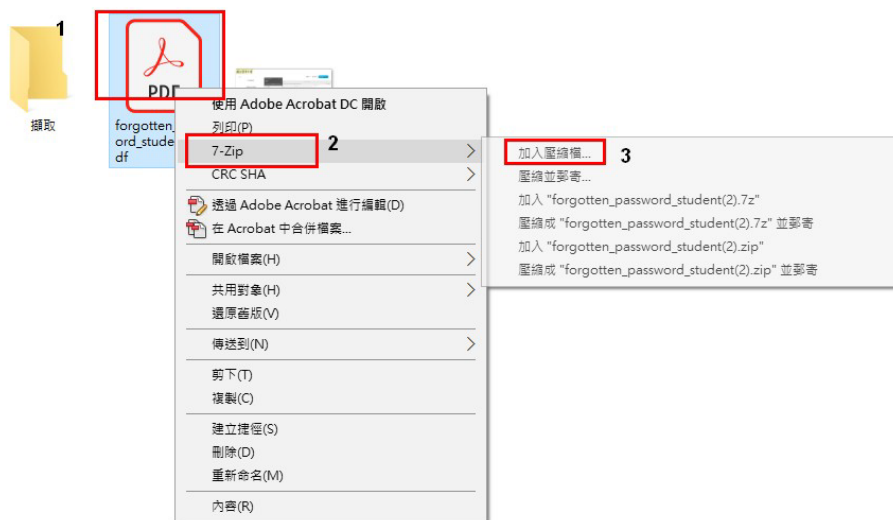 1
PDF
擷取
forgotten_
ord_stude
df
使用 Adobe Acrobat DC 開啟
列印(P)
7-Zip
2
CRC SHA
透過 Adobe Acrobat 進行編輯(D)
在 Acrobat 中合併檔案...
開啟檔案(H)
共用對象(H)
還原舊版(V)
傳送到(N)
剪下(T)
複製(C)
建立捷徑(S)
刪除(D)
重新命名(M)
內容(R)
加入壓縮檔...
3
壓縮並郵寄...
加入 "forgotten_password_student(2).7z"
壓縮成 "forgotten_password_student(2).7z" 並郵寄
加入 "forgotten_password_student(2).zip"
壓縮成 "forgotten_password_student(2).zip" 並郵寄